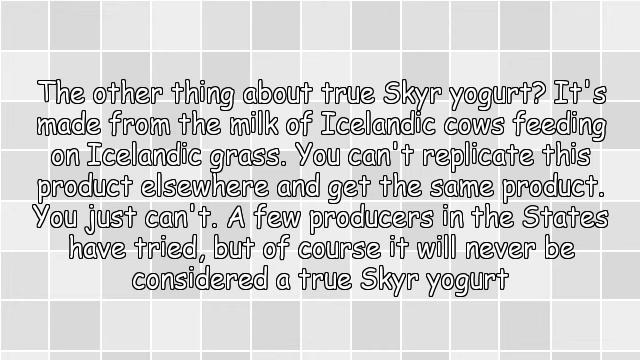 The other thing about true Skyr yogurt? It's
made from the milk of Icelandic cows feeding
on Icelandic grass. You can't replicate this
product elsewhere and get the same product.
You just can't. A few producers in the States
have tried, but of course it will never be
considered a true Skyr yogurt